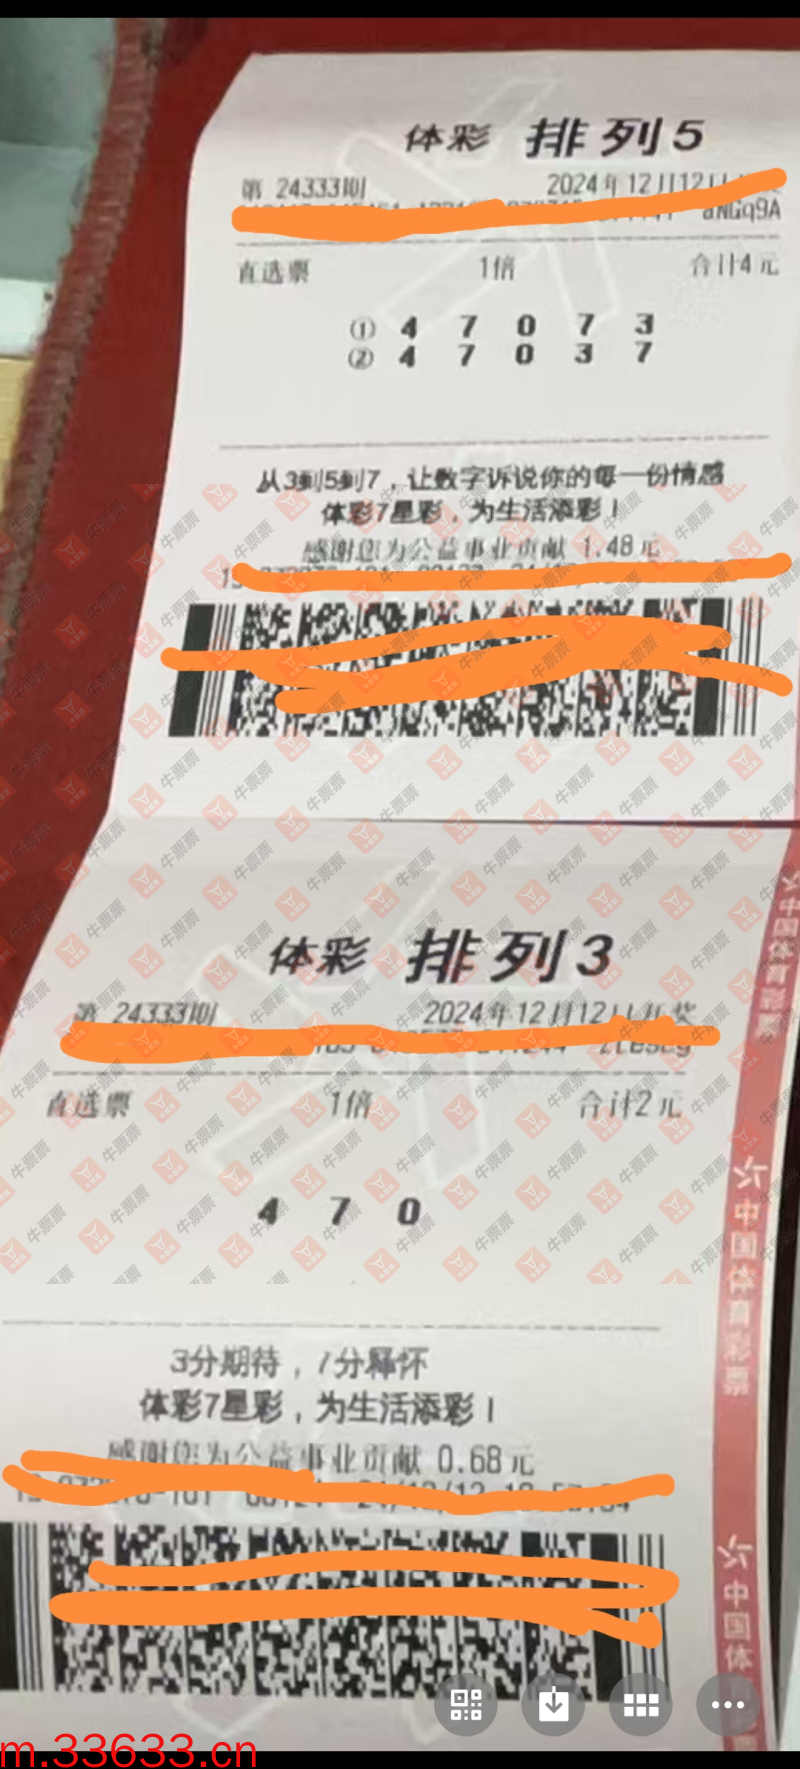 体彩 排列5
第 24333期 2024年12月12日开奖
aNGq9A
直选票 1倍 合计4元
① 4 7 0 7 3
② 4 7 0 3 7
从3到5到7，让数字诉说你的每一份情感
体彩7星彩，为生活添彩！
感谢您为公益事业贡献 1.48元
体彩 排列3
第 24333期 2024年12月12日开奖
直选票 1倍 合计2元
4 7 0
3分期待，7分释怀
体彩7星彩，为生活添彩！
感谢您为公益事业贡献 0.68元
中国体育彩票
中国体育彩票
中国体
牛票票
m.33633.cn